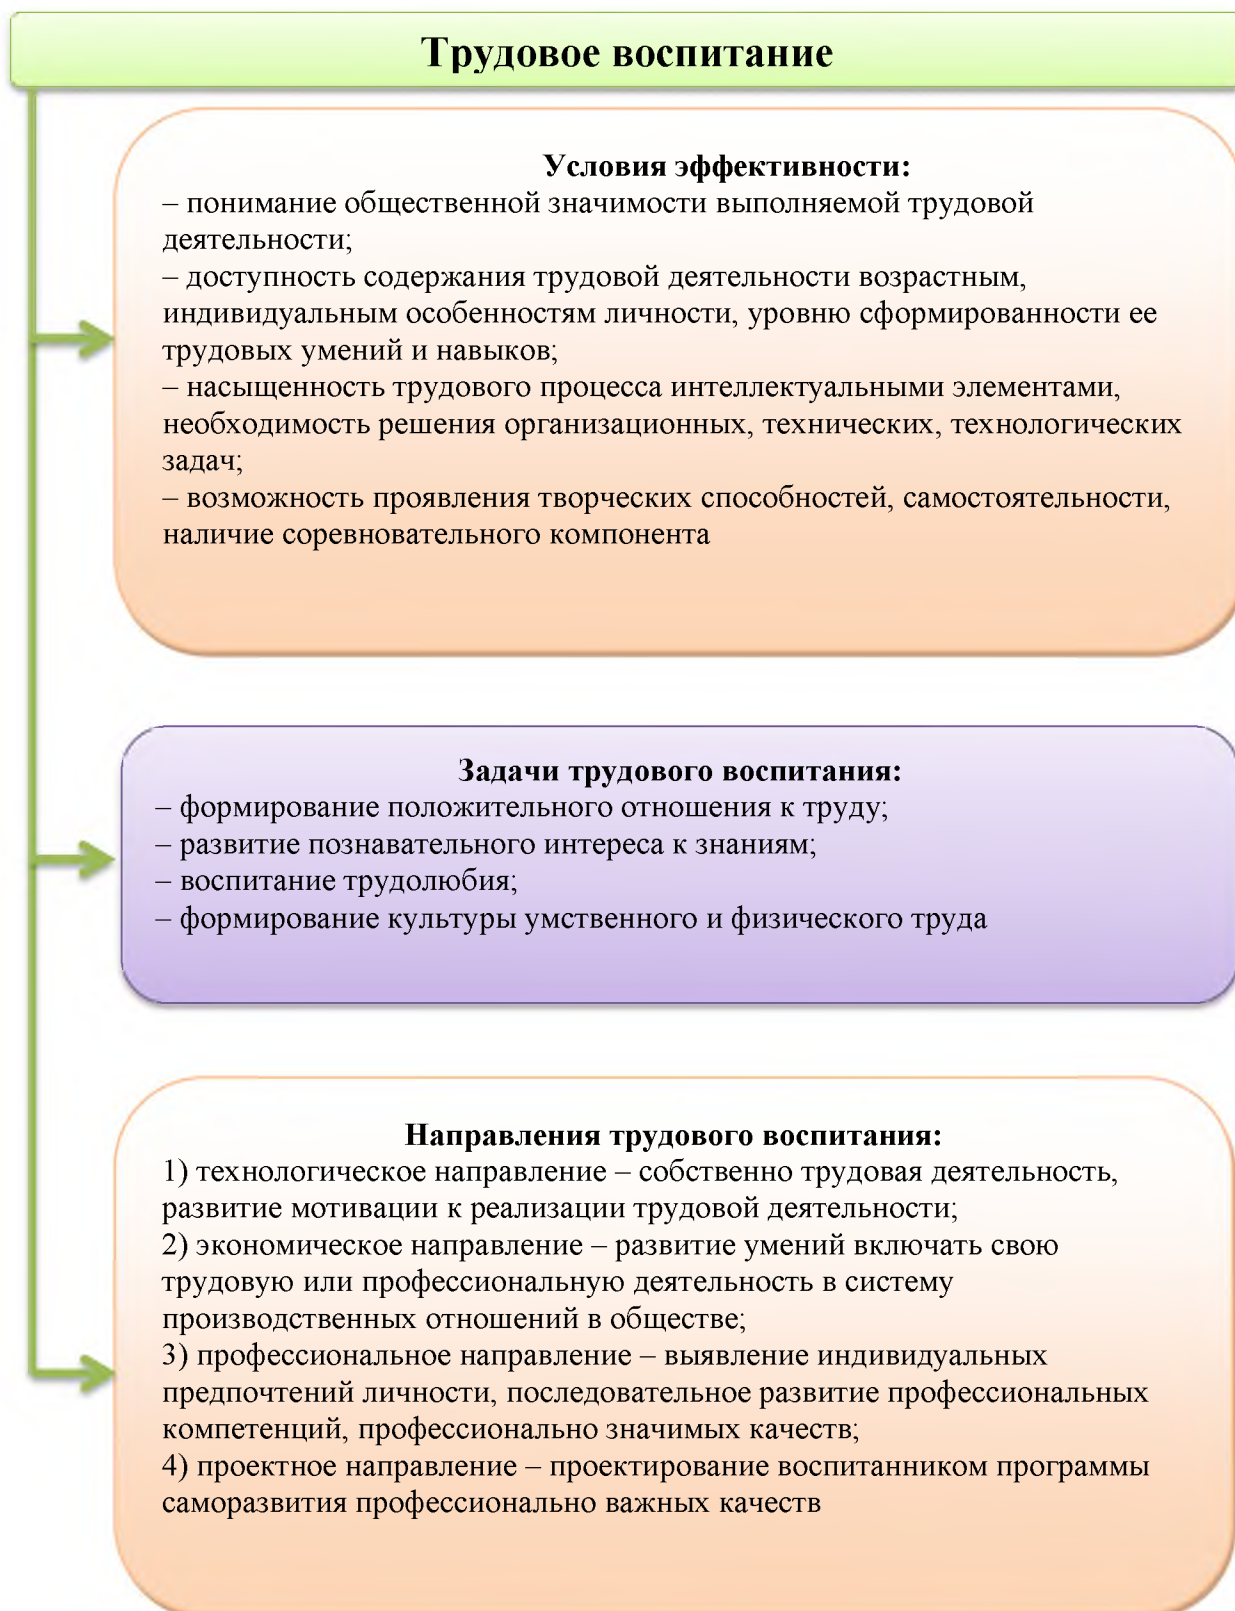 Трудовое воспитание
Условия эффективности:
– понимание общественной значимости выполняемой трудовой
деятельности;
– доступность содержания трудовой деятельности возрастным,
индивидуальным особенностям личности, уровню сформированности ее
трудовых умений и навыков;
– насыщенность трудового процесса интеллектуальными элементами,
необходимость решения организационных, технических, технологических
задач;
– возможность проявления творческих способностей, самостоятельности,
наличие соревновательного компонента
Задачи трудового воспитания:
– формирование положительного отношения к труду;
– развитие познавательного интереса к знаниям;
– воспитание трудолюбия;
– формирование культуры умственного и физического труда
Направления трудового воспитания:
1) технологическое направление – собственно трудовая деятельность,
развитие мотивации к реализации трудовой деятельности;
2) экономическое направление – развитие умений включать свою
трудовую или профессиональную деятельность в систему
производственных отношений в обществе;
3) профессиональное направление – выявление индивидуальных
предпочтений личности, последовательное развитие профессиональных
компетенций, профессионально значимых качеств;
4) проектное направление – проектирование воспитанником программы
саморазвития профессионально важных качеств